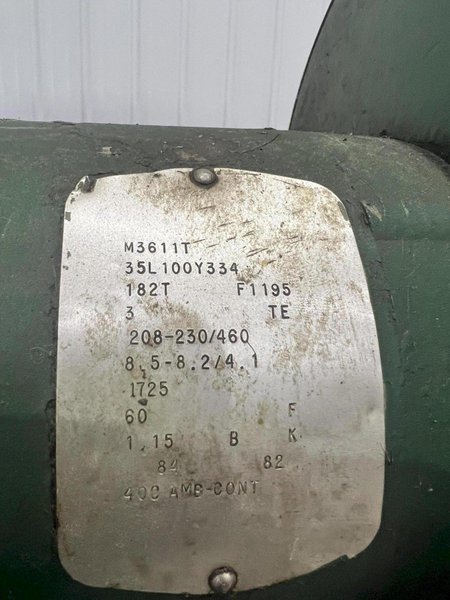 M3611T
35L100Y334
182T F1195
3 TE
208-230/460
8.5-8.2/4.1
1725
60 F
1.15 B K
84 82
40C AMB-CONT